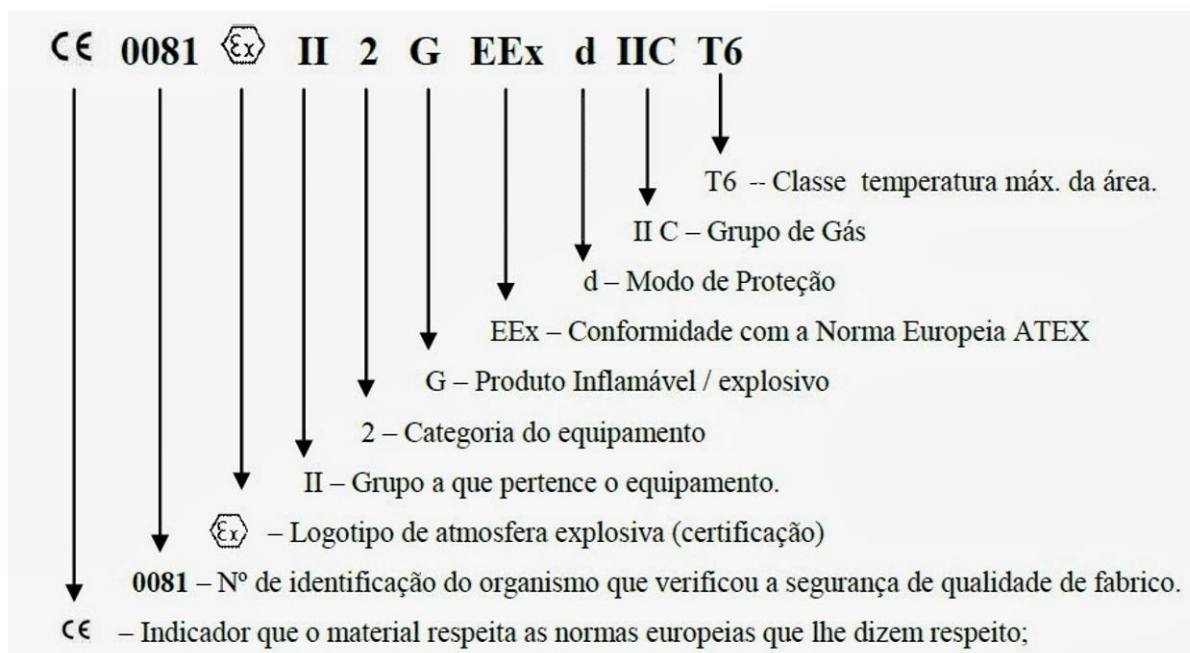 CE 0081 Ex II 2 G EEx d IIC T6
T6 -- Classe temperatura máx. da área.
II C – Grupo de Gás
d – Modo de Proteção
EEx – Conformidade com a Norma Europeia ATEX
G – Produto Inflamável / explosivo
2 – Categoria do equipamento
II – Grupo a que pertence o equipamento.
Ex – Logotipo de atmosfera explosiva (certificação)
0081 – Nº de identificação do organismo que verificou a segurança de qualidade de fabrico.
CE – Indicador que o material respeita as normas europeias que lhe dizem respeito;